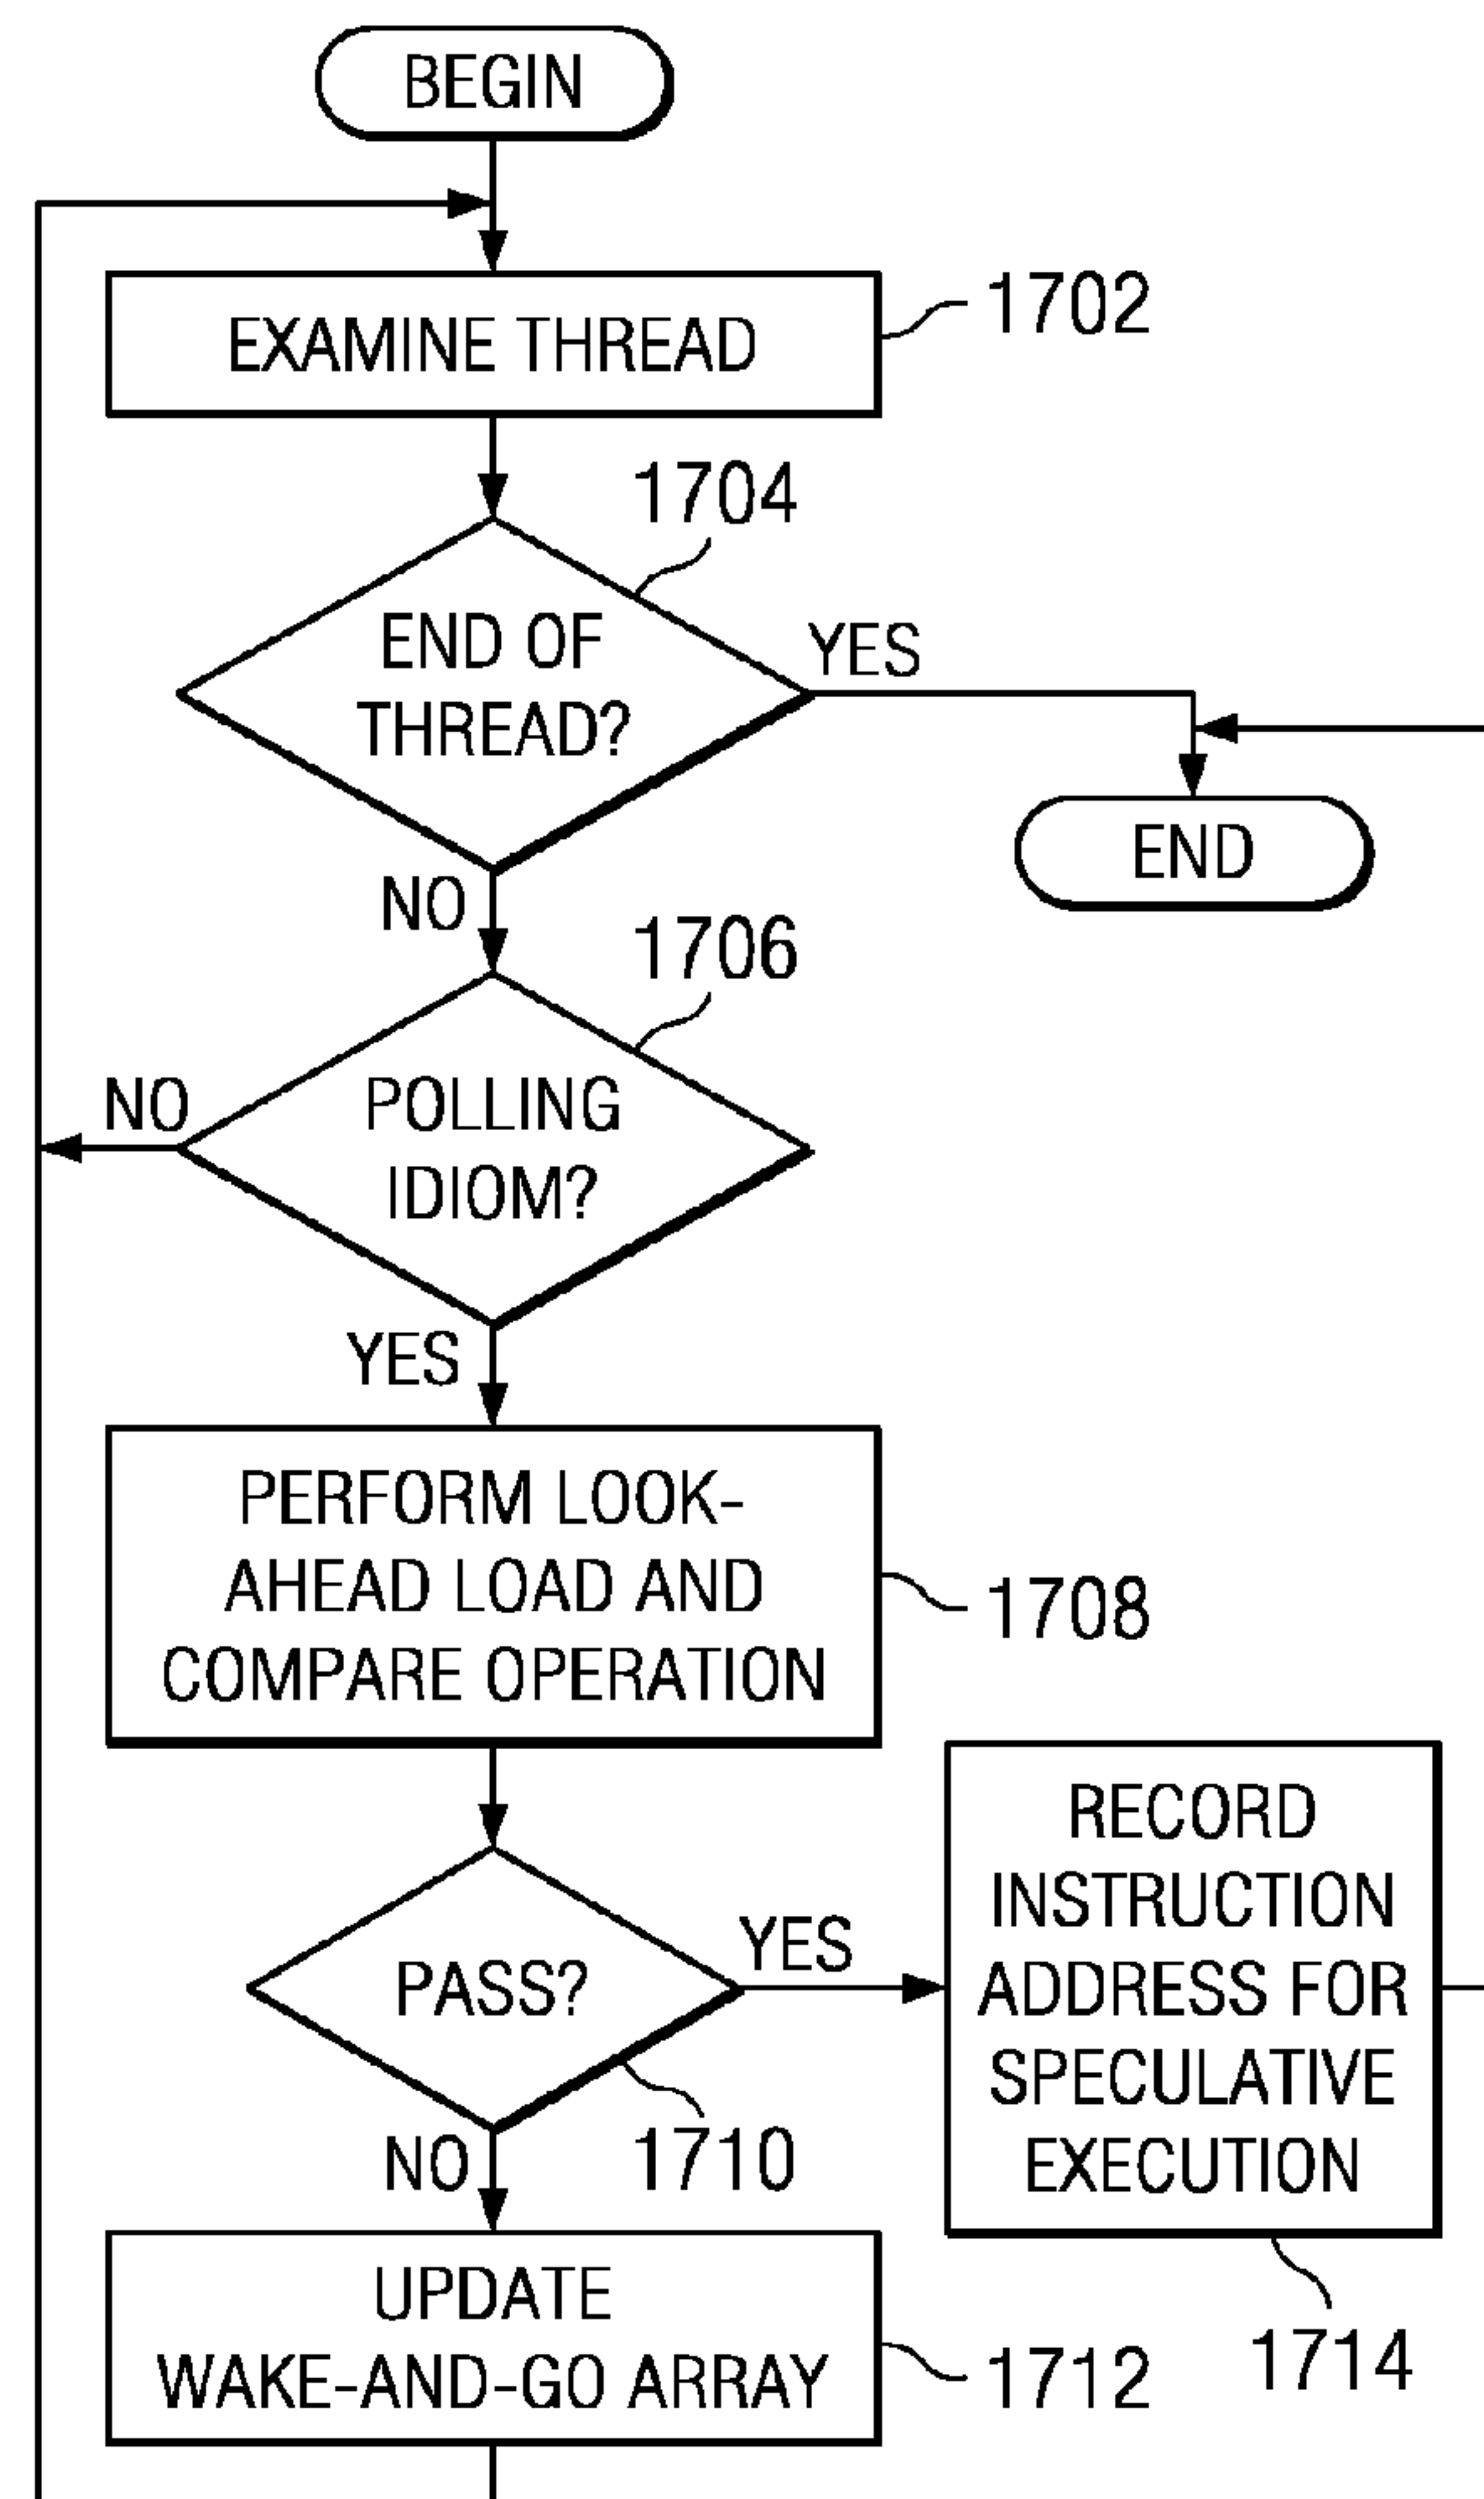 BEGIN
EXAMINE THREAD
1702
1704
END OF
THREAD?
YES
END
NO
1706
POLLING
IDIOM?
NO
YES
PERFORM LOOK-
AHEAD LOAD AND
COMPARE OPERATION
1708
PASS?
YES
1710
NO
RECORD
INSTRUCTION
ADDRESS FOR
SPECULATIVE
EXECUTION
1714
UPDATE
WAKE-AND-GO ARRAY
1712